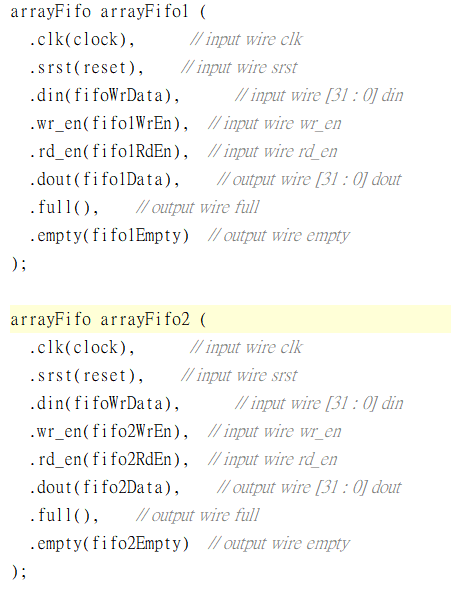 arrayFifo arrayFifo1 (
.clk(clock), // input wire clk
.srst(reset), // input wire srst
.din(fifoWrData), // input wire [31 : 0] din
.wr_en(fifo1WrEn), // input wire wr_en
.rd_en(fifo1RdEn), // input wire rd_en
.dout(fifo1Data), // output wire [31 : 0] dout
.full(), // output wire full
.empty(fifo1Empty) // output wire empty
);
arrayFifo arrayFifo2 (
.clk(clock), // input wire clk
.srst(reset), // input wire srst
.din(fifoWrData), // input wire [31 : 0] din
.wr_en(fifo2WrEn), // input wire wr_en
.rd_en(fifo2RdEn), // input wire rd_en
.dout(fifo2Data), // output wire [31 : 0] dout
.full(), // output wire full
.empty(fifo2Empty) // output wire empty
);